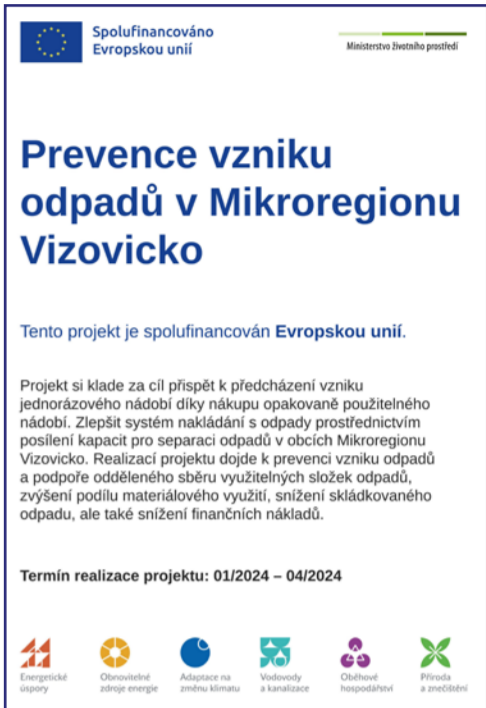 Spolufinancováno
Evropskou unií
Ministerstvo životního prostředí
Prevence vzniku
odpadů v Mikroregionu
Vizovicko
Tento projekt je spolufinancován Evropskou unií.
Projekt si klade za cíl přispět k předcházení vzniku
jednorázového nádobí díky nákupu opakovaně použitelného
nádobí. Zlepšit systém nakládání s odpady prostřednictvím
posílení kapacit pro separaci odpadů v obcích Mikroregionu
Vizovicko. Realizací projektu dojde k prevenci vzniku odpadů
a podpoře odděleného sběru využitelných složek odpadů,
zvýšení podílu materiálového využití, snížení skládkovaného
odpadu, ale také snížení finančních nákladů.
Termín realizace projektu: 01/2024 – 04/2024
Energetické
úspory
Obnovitelné
zdroje energie
Adaptace na
změnu klimatu
Vodovody
a kanalizace
Oběhové
hospodářství
Příroda
a znečištění